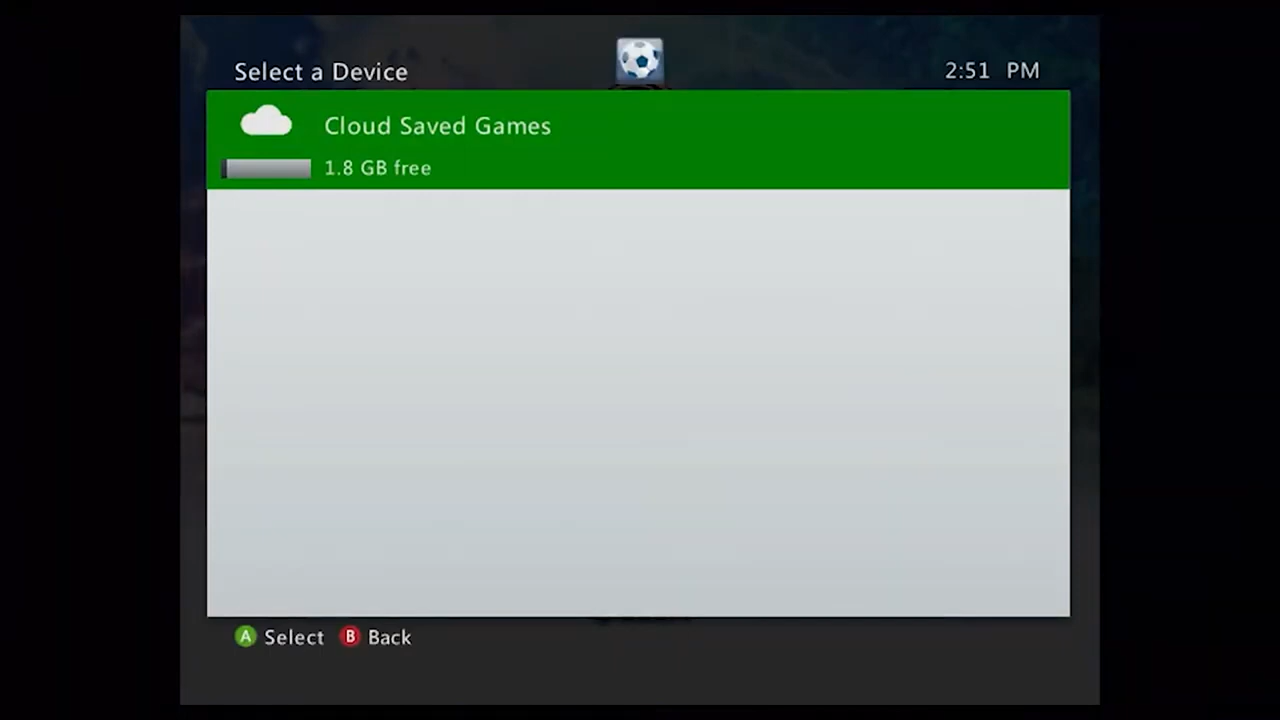 Select a Device
2:51 PM
Cloud Saved Games
1.8 GB free
A Select B Back